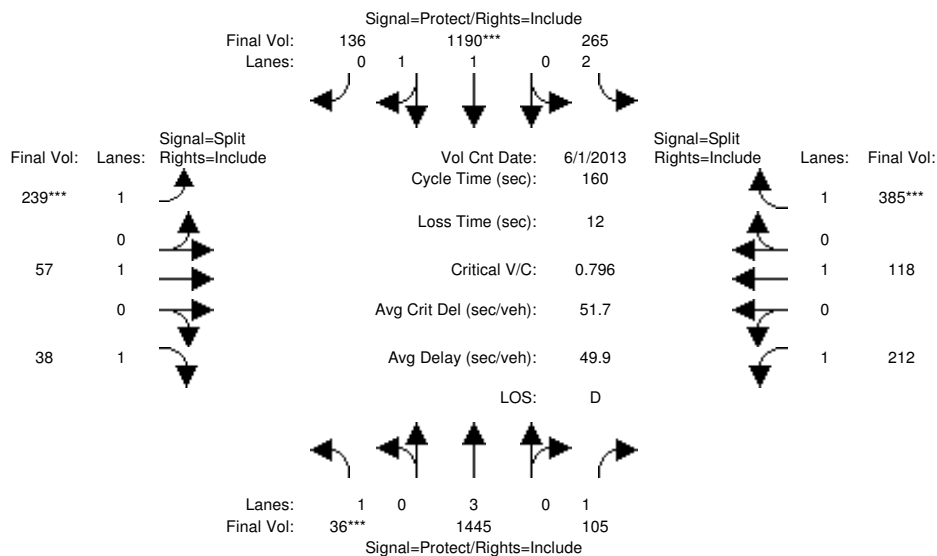 Signal=Protect/Rights=Include
Final Vol: 136 1190*** 265
Lanes: 0 1 1 0 2
Signal=Split
Final Vol: Lanes: Rights=Include
Vol Cnt Date: 6/1/2013
Signal=Split
Rights=Include Lanes: Final Vol:
Cycle Time (sec): 160
239*** 1
1 385***
Loss Time (sec): 12
0
0
57 1
Critical V/C: 0.796
1 118
0
Avg Crit Del (sec/veh): 51.7
0
38 1
Avg Delay (sec/veh): 49.9
1 212
LOS: D
Lanes: 1 0 3 0 1
Final Vol: 36*** 1445 105
Signal=Protect/Rights=Include